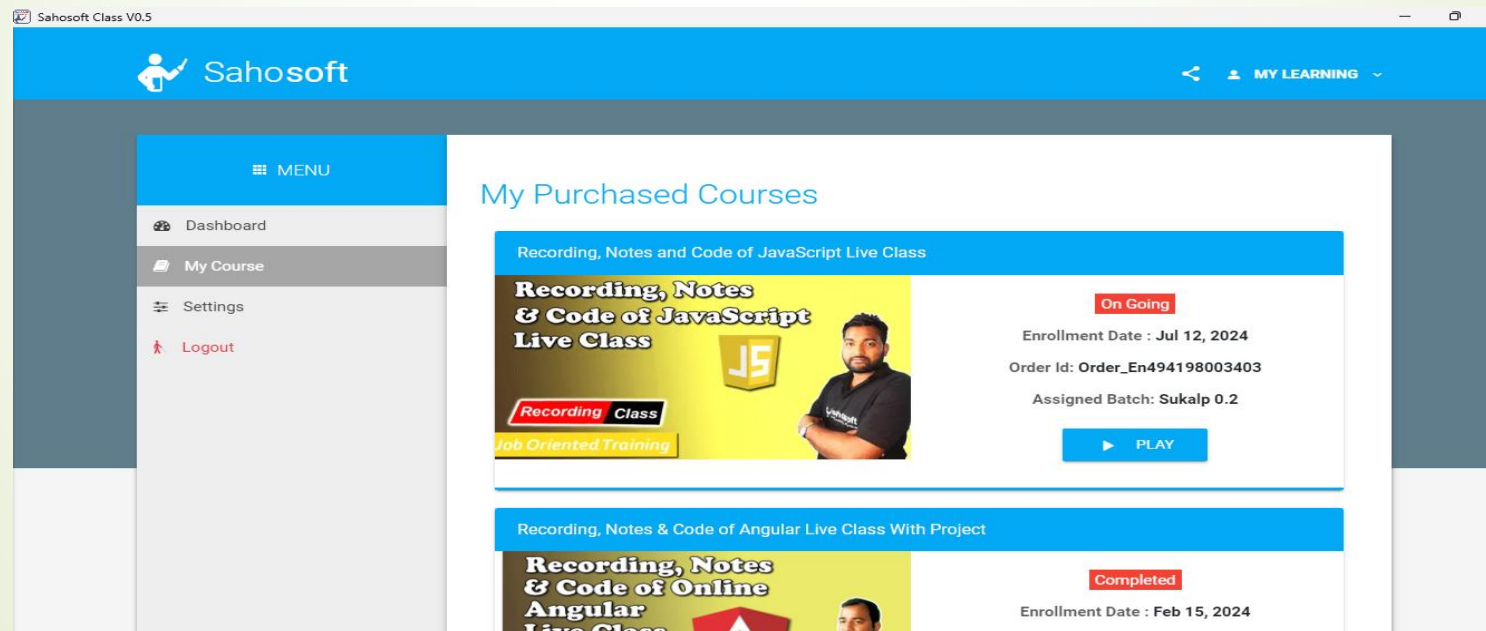 Sahosoft Class V0.5
Sahosoft
MY LEARNING
MENU
Dashboard
My Course
Settings
Logout
My Purchased Courses
Recording, Notes and Code of JavaScript Live Class
Recording, Notes
& Code of JavaScript
Live Class
JS
Recording Class
Job Oriented Training
Sahosoft
On Going
Enrollment Date : Jul 12, 2024
Order Id: Order_En494198003403
Assigned Batch: Sukalp 0.2
PLAY
Recording, Notes & Code of Angular Live Class With Project
Recording, Notes
& Code of Online
Angular
Live Class
A
Completed
Enrollment Date : Feb 15, 2024